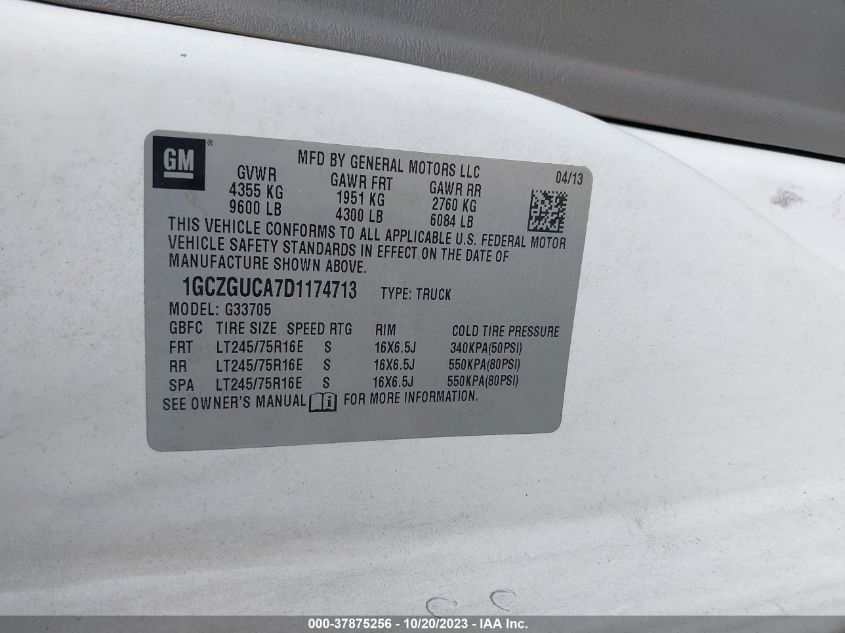 GM ®
MFD BY GENERAL MOTORS LLC 04/13
GVWR GAWR FRT GAWR RR
4355 KG 1951 KG 2760 KG
9600 LB 4300 LB 6084 LB
THIS VEHICLE CONFORMS TO ALL APPLICABLE U.S. FEDERAL MOTOR
VEHICLE SAFETY STANDARDS IN EFFECT ON THE DATE OF
MANUFACTURE SHOWN ABOVE.
1GCZGUCA7D1174713 TYPE: TRUCK
MODEL: G33705
GBFC TIRE SIZE SPEED RTG RIM COLD TIRE PRESSURE
FRT LT245/75R16E S 16X6.5J 340KPA(50PSI)
RR LT245/75R16E S 16X6.5J 550KPA(80PSI)
SPA LT245/75R16E S 16X6.5J 550KPA(80PSI)
SEE OWNER'S MANUAL i FOR MORE INFORMATION.
000-37875256 - 10/20/2023 - IAA Inc.